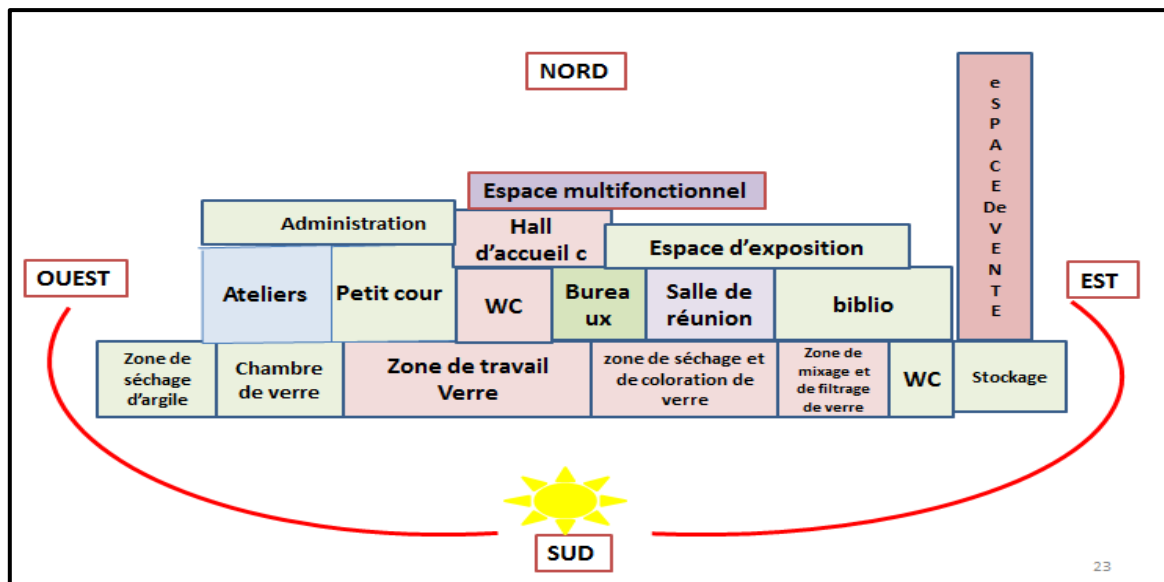 NORD
e
S
P
A
C
E
De
V
E
N
T
E
Espace multifonctionnel
Administration
Hall
d’accueil c
Espace d’exposition
OUEST
EST
Ateliers
Petit cour
WC
Burea
ux
Salle de
réunion
biblio
Zone de
séchage
d’argile
Chambre
de verre
Zone de travail
Verre
zone de séchage et
de coloration de
verre
Zone de
mixage et
de filtrage
de verre
WC
Stockage
SUD
23